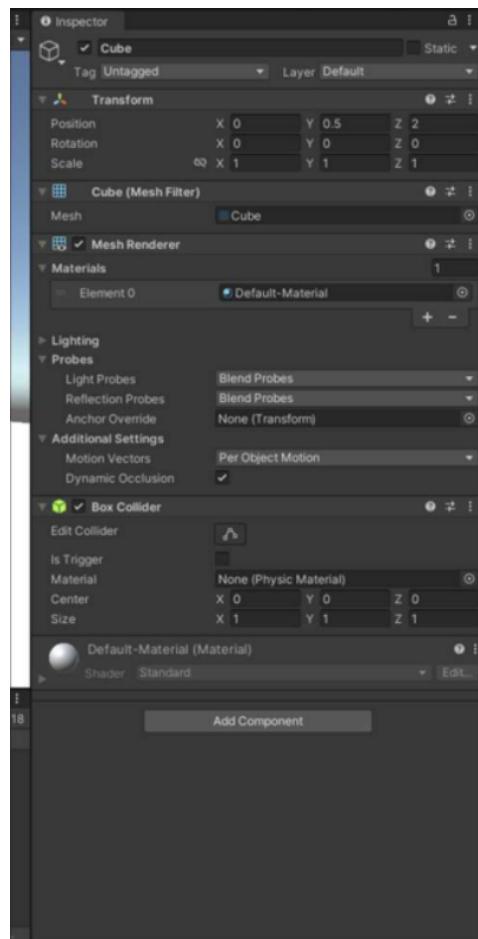 Inspector
Cube Static
Tag Untagged Layer Default
Transform
Position X 0 Y 0.5 Z 2
Rotation X 0 Y 0 Z 0
Scale X 1 Y 1 Z 1
Cube (Mesh Filter)
Mesh Cube
Mesh Renderer
Materials 1
Element 0 Default-Material
+ −
Lighting
Probes
Light Probes Blend Probes
Reflection Probes Blend Probes
Anchor Override None (Transform)
Additional Settings
Motion Vectors Per Object Motion
Dynamic Occlusion
Box Collider
Edit Collider
Is Trigger
Material None (Physic Material)
Center X 0 Y 0 Z 0
Size X 1 Y 1 Z 1
Default-Material (Material)
Shader Standard Edit...
18
Add Component